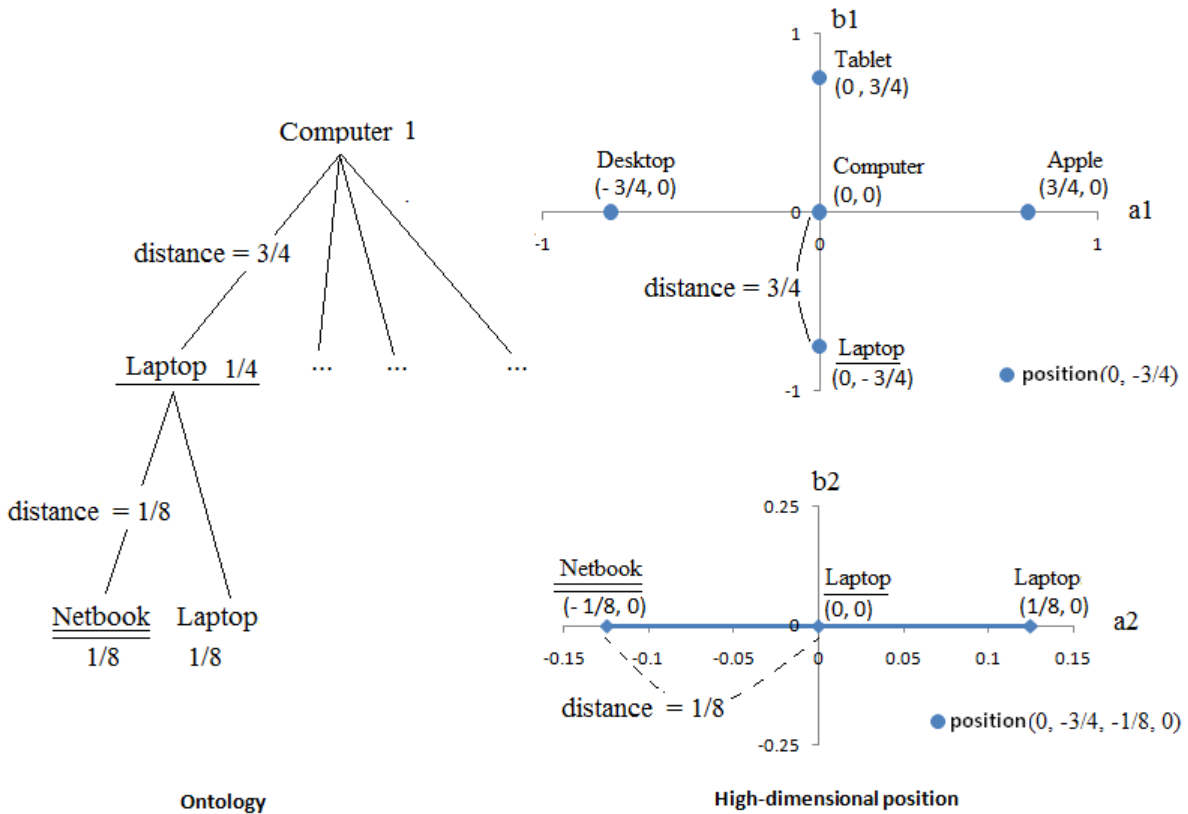 Computer 1
distance = 3/4
Laptop 1/4
... ... ...
distance = 1/8
Netbook Laptop
1/8 1/8
Ontology
b1
1
Tablet
(0 , 3/4)
Desktop
(- 3/4, 0)
Computer
(0, 0)
Apple
(3/4, 0)
a1
0
-1 0 1
distance = 3/4
Laptop
(0, - 3/4)
-1
position(0, -3/4)
b2
0.25
Netbook
(- 1/8, 0)
Laptop
(0, 0)
Laptop
(1/8, 0)
a2
0
-0.15 -0.1 -0.05 0 0.05 0.1 0.15
distance = 1/8
position(0, -3/4, -1/8, 0)
-0.25
High-dimensional position